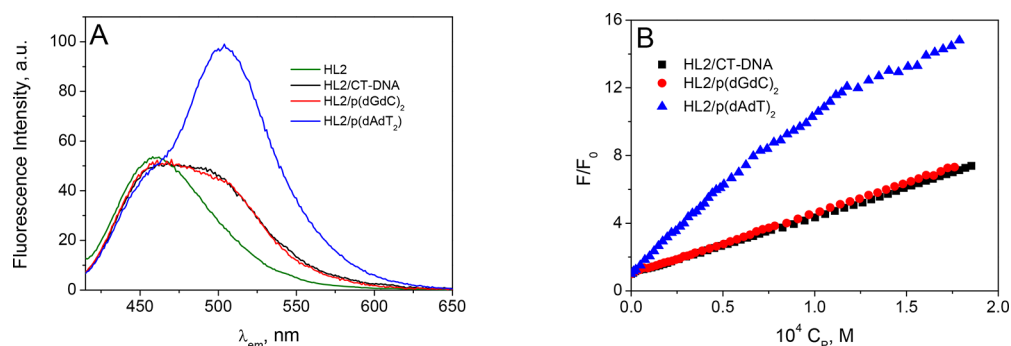 A
Fluorescence Intensity, a.u.
100
80
60
40
20
0
450 500 550 600 650
λem, nm
HL2
HL2/CT-DNA
HL2/p(dGdC)2
HL2/p(dAdT2)
B
F/F0
16
12
8
4
0
0.0 0.5 1.0 1.5 2.0
10^4 CP, M
HL2/CT-DNA
HL2/p(dGdC)2
HL2/p(dAdT)2